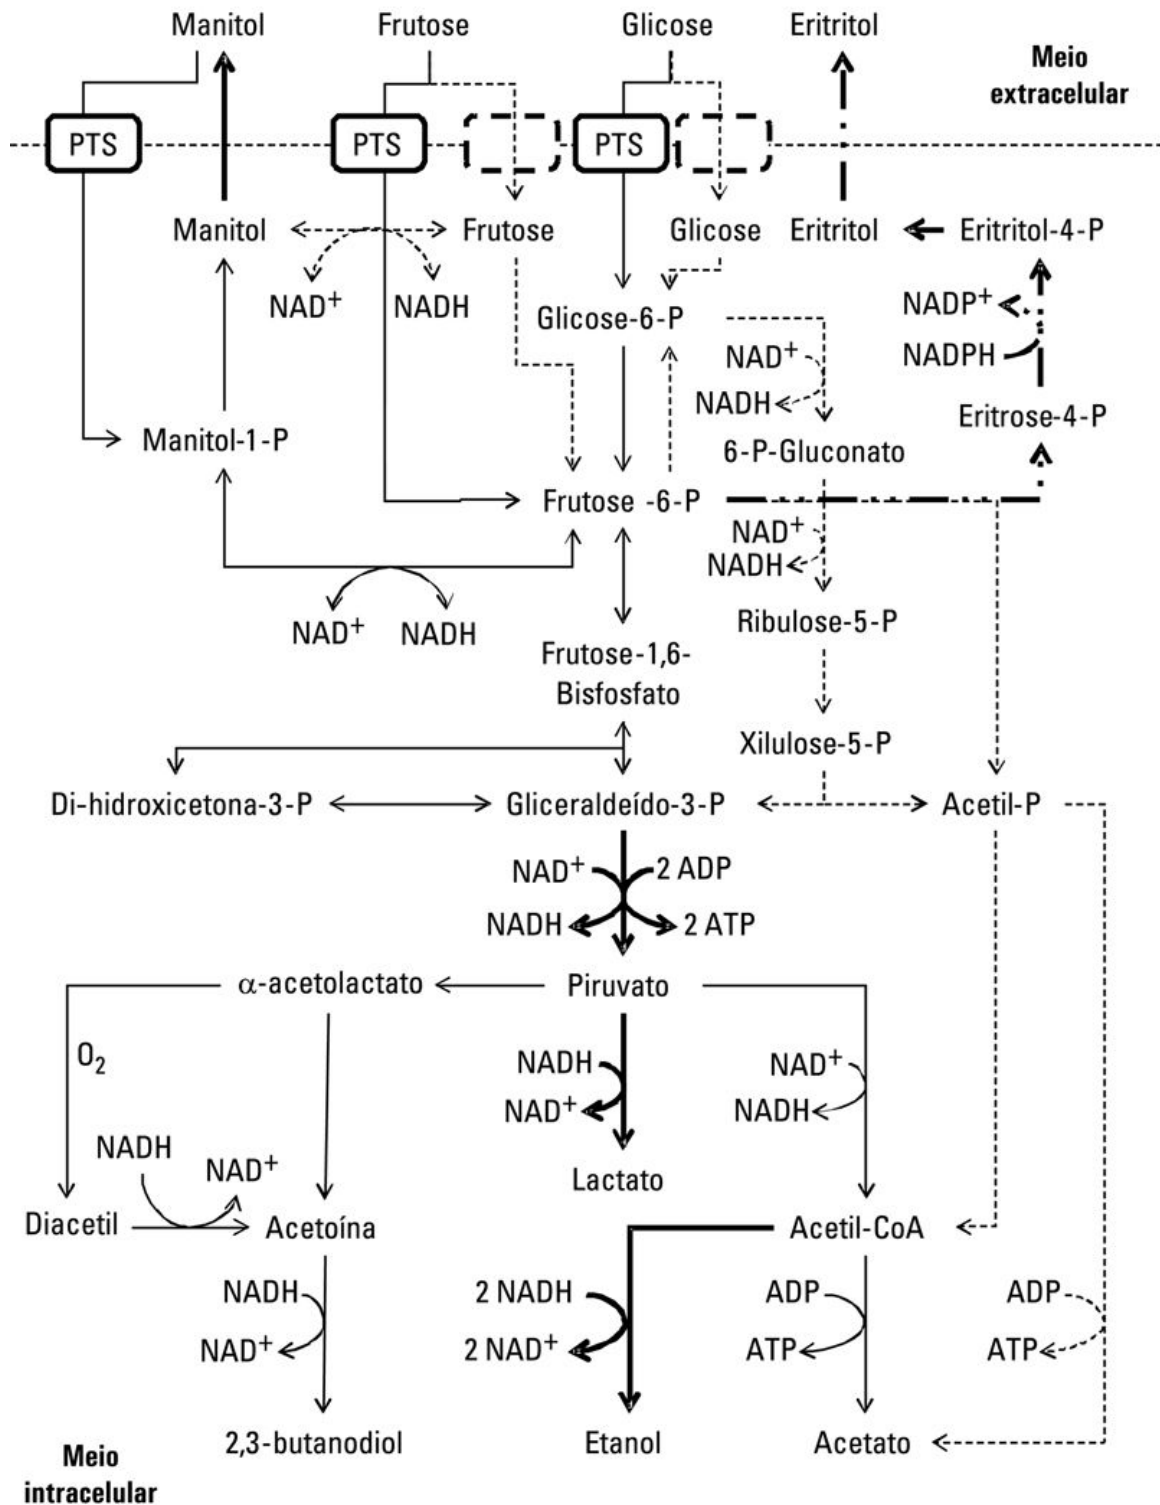 Manitol Frutose Glicose Eritritol
Meio
extracelular
PTS PTS PTS
Manitol Frutose Glicose Eritritol Eritritol-4-P
NAD+ NADH NADP+
Glicose-6-P
NAD+ NADPH
NADH
Eritrose-4-P
Manitol-1-P 6-P-Gluconato
Frutose -6-P
NAD+
NADH
NAD+ NADH Ribulose-5-P
Frutose-1,6-
Bisfosfato
Xilulose-5-P
Di-hidroxicetona-3-P Gliceraldeído-3-P Acetil-P
NAD+ 2 ADP
NADH 2 ATP
α-acetolactato Piruvato
O2 NADH NAD+
NAD+ NADH
NADH NAD+
Lactato
Diacetil Acetoína Acetil-CoA
NADH 2 NADH ADP ADP
NAD+ 2 NAD+ ATP ATP
2,3-butanodiol Etanol Acetato
Meio
intracelular